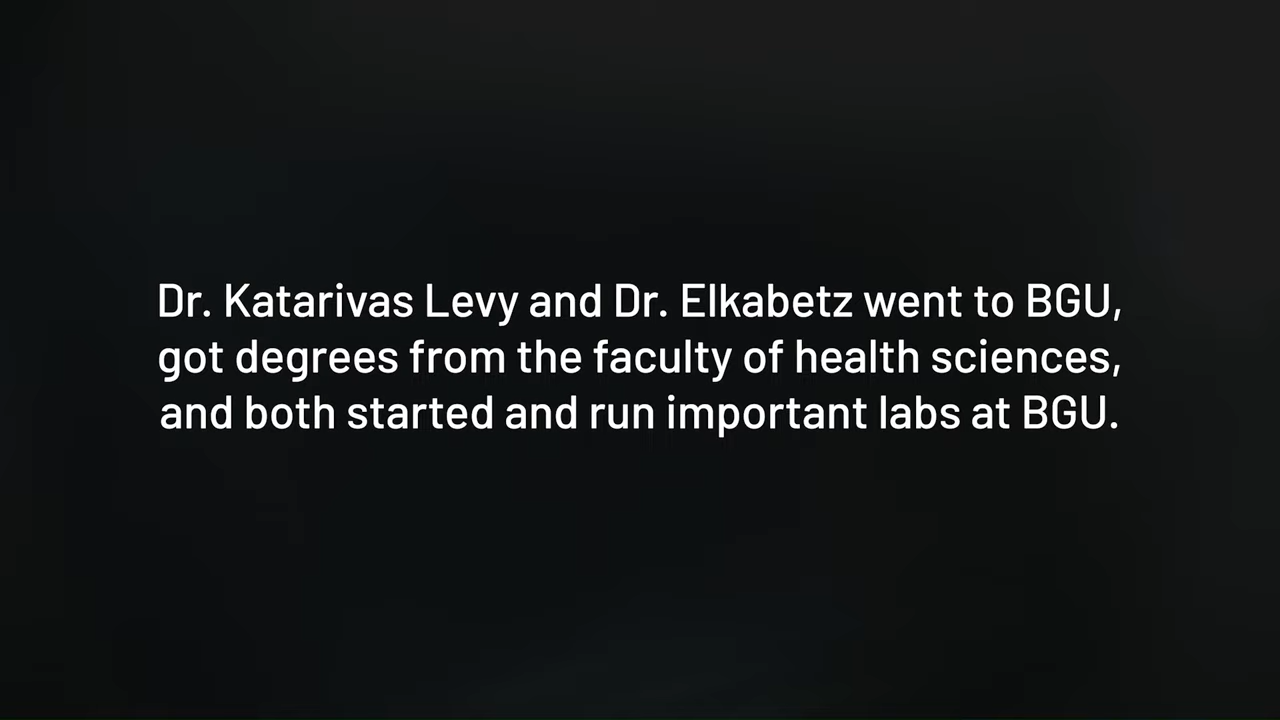 Dr. Katarivas Levy and Dr. Elkabetz went to BGU,
got degrees from the faculty of health sciences,
and both started and run important labs at BGU.